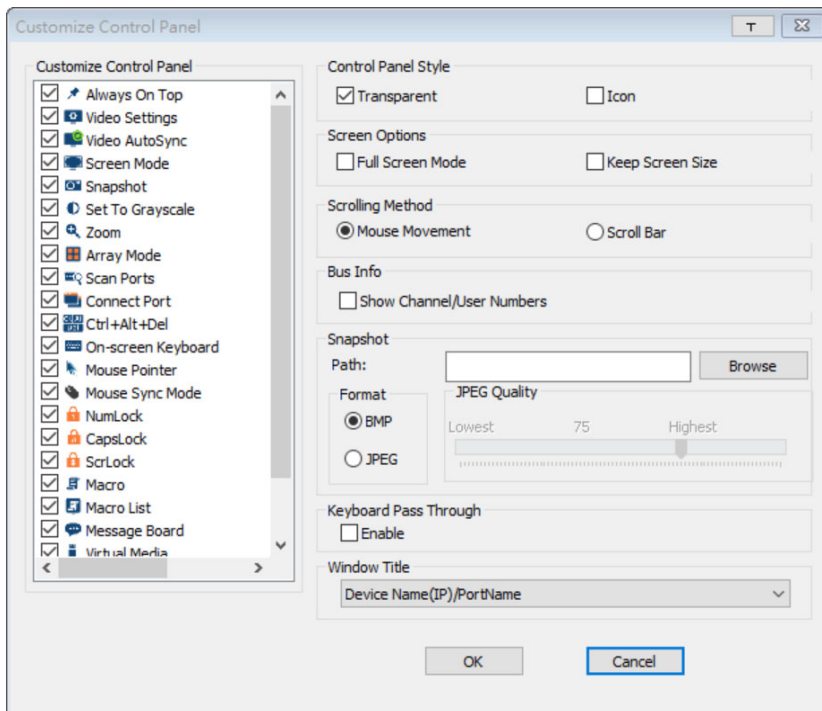 Customize Control Panel
T
Customize Control Panel
Always On Top
Video Settings
Video AutoSync
Screen Mode
Snapshot
Set To Grayscale
Zoom
Array Mode
Scan Ports
Connect Port
Ctrl+Alt+Del
On-screen Keyboard
Mouse Pointer
Mouse Sync Mode
NumLock
CapsLock
ScrLock
Macro
Macro List
Message Board
Virtual Media
Control Panel Style
Transparent
Icon
Screen Options
Full Screen Mode
Keep Screen Size
Scrolling Method
Mouse Movement
Scroll Bar
Bus Info
Show Channel/User Numbers
Snapshot
Path:
Browse
Format
BMP
JPEG
JPEG Quality
Lowest 75 Highest
Keyboard Pass Through
Enable
Window Title
Device Name(IP)/PortName
OK
Cancel